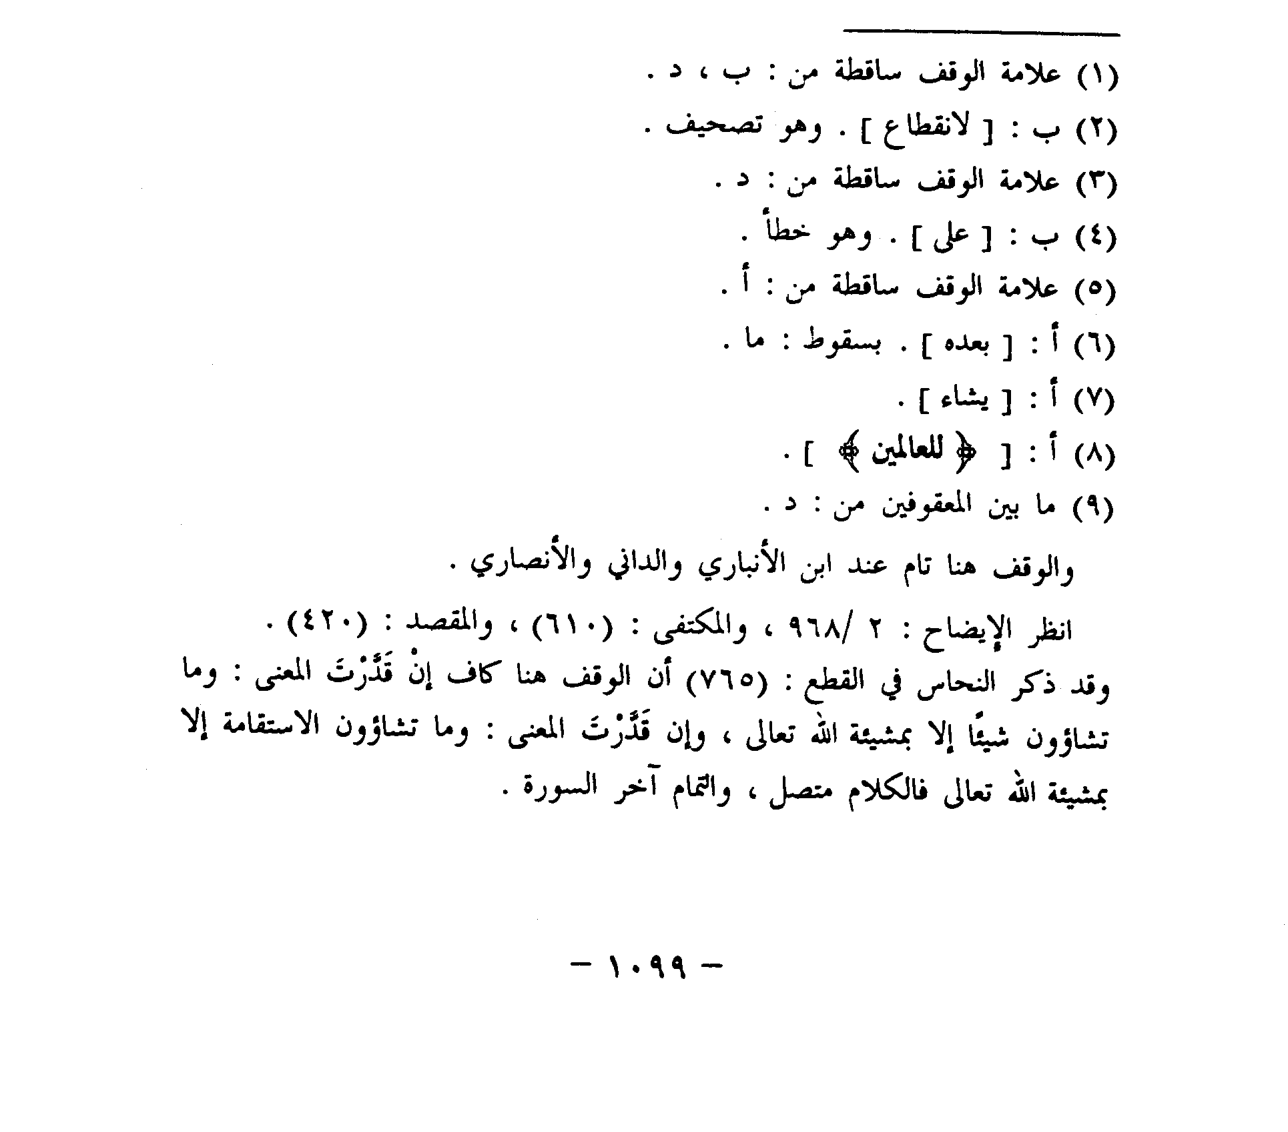 (١) علامة الوقف ساقطة من : ب ، د .
(٢) ب : [ لانقطاع ] . وهو تصحيف .
(٣) علامة الوقف ساقطة من : د .
(٤) ب : [ على ] . وهو خطأ .
(٥) علامة الوقف ساقطة من : أ .
(٦) أ : [ بعده ] . بسقوط : ما .
(٧) أ : [ يشاء ] .
(٨) أ : [ ﴿ للعالمين ﴾ ] .
(٩) ما بين المعقوفين من : د .
والوقف هنا تام عند ابن الأنباري والداني والأنصاري .
انظر الإيضاح : ٢ /٩٦٨ ، والمكتفى : (٦١٠) ، والمقصد : (٤٢٠) .
وقد ذكر النحاس في القطع : (٧٦٥) أن الوقف هنا كاف إنْ قَدَّرْتَ المعنى : وما
تشاؤون شيئًا إلا بمشيئة الله تعالى ، وإن قَدَّرْتَ المعنى : وما تشاؤون الاستقامة إلا
بمشيئة الله تعالى فالكلام متصل ، والتمام آخر السورة .
– ١٠٩٩ –